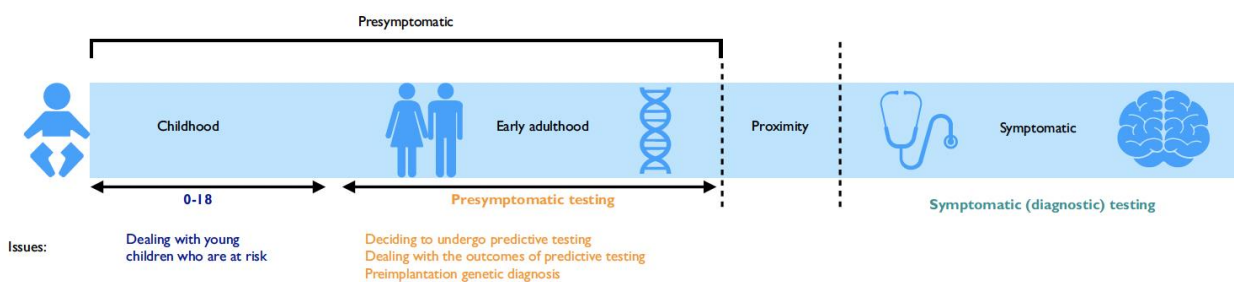 Presymptomatic
Childhood
Early adulthood
Proximity
Symptomatic
0-18
Presymptomatic testing
Symptomatic (diagnostic) testing
Issues:
Dealing with young
children who are at risk
Deciding to undergo predictive testing
Dealing with the outcomes of predictive testing
Preimplantation genetic diagnosis